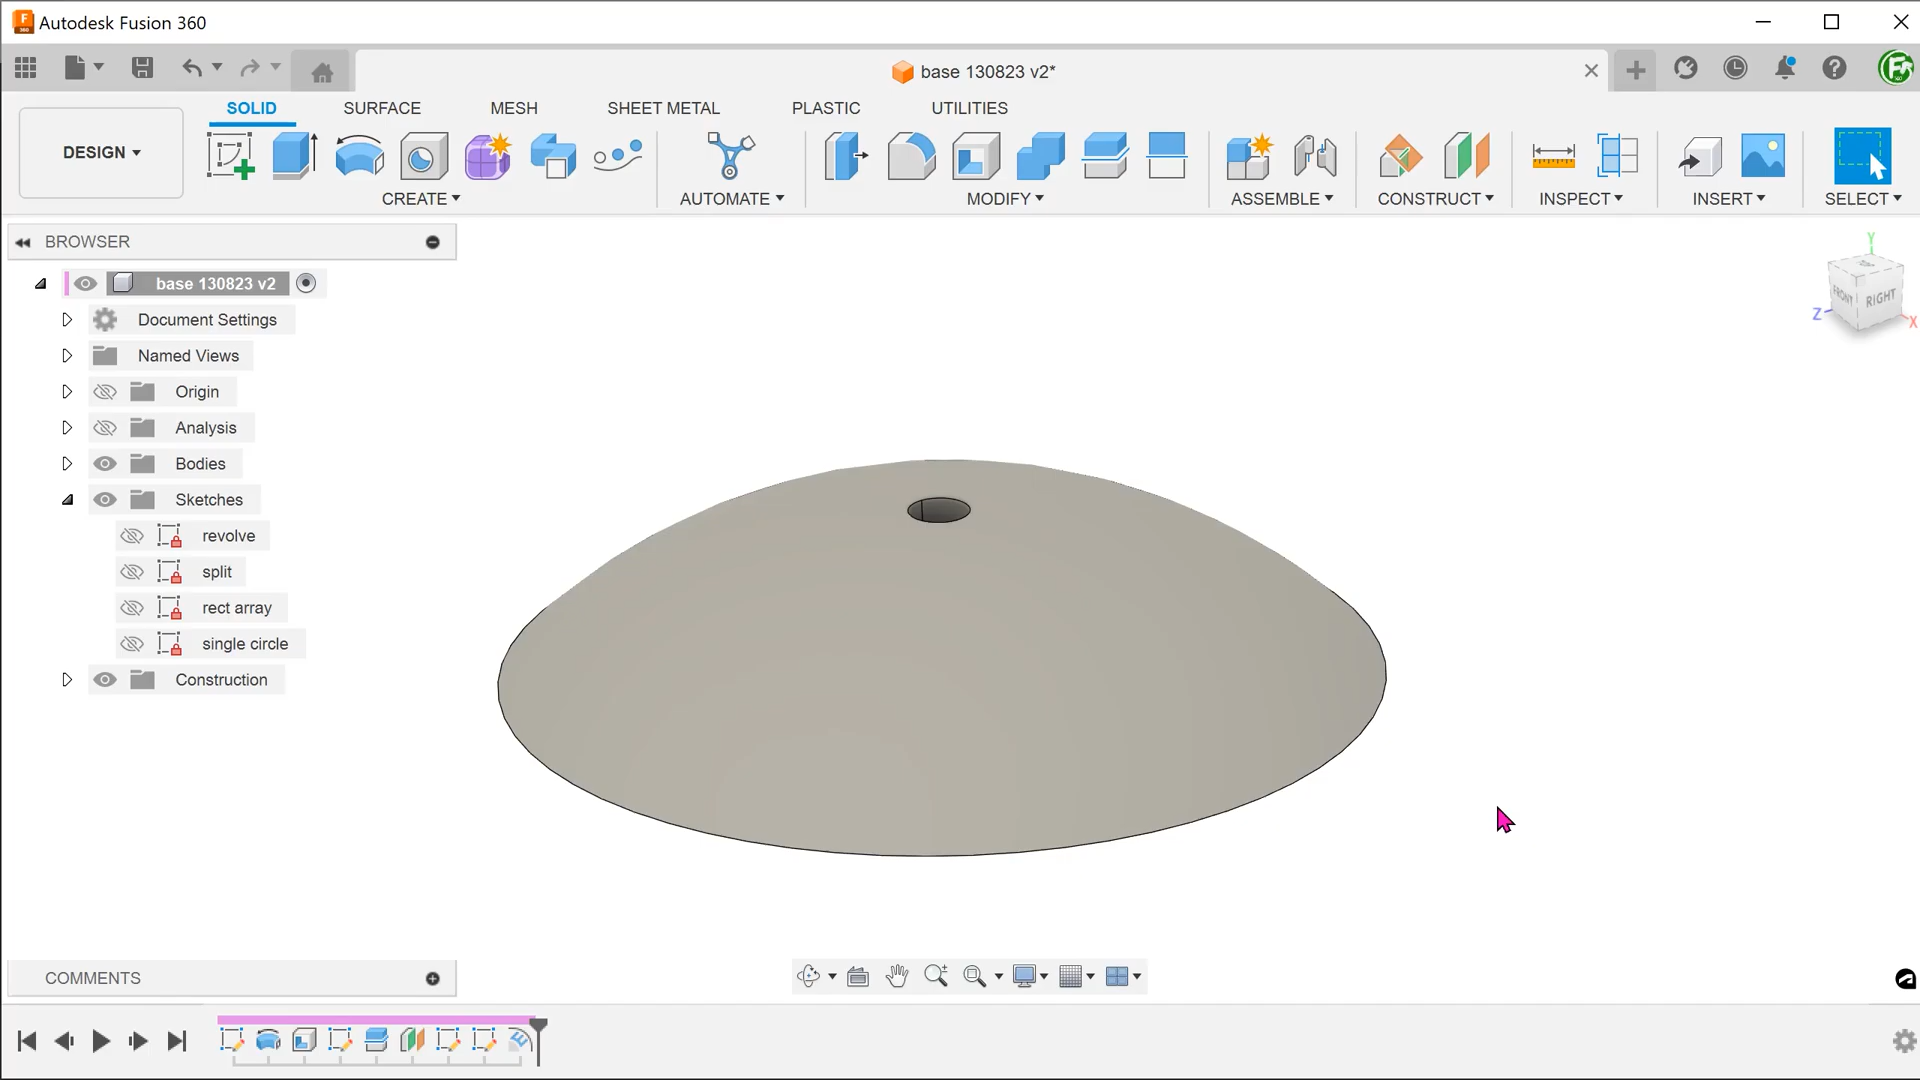 Autodesk Fusion 360
base 130823 v2*
SOLID SURFACE MESH SHEET METAL PLASTIC UTILITIES
DESIGN
CREATE AUTOMATE MODIFY ASSEMBLE CONSTRUCT INSPECT INSERT SELECT
BROWSER
base 130823 v2
Document Settings
Named Views
Origin
Analysis
Bodies
Sketches
revolve
split
rect array
single circle
Construction
Y
FRONT RIGHT
Z X
COMMENTS